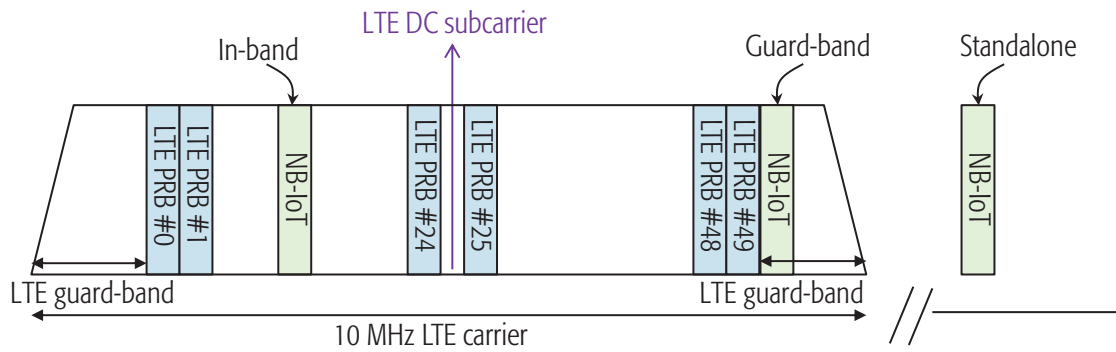 LTE DC subcarrier
In-band
Guard-band
Standalone
LTE PRB #0
LTE PRB #1
NB-IoT
LTE PRB #24
LTE PRB #25
LTE PRB #48
LTE PRB #49
NB-IoT
NB-IoT
LTE guard-band
LTE guard-band
10 MHz LTE carrier